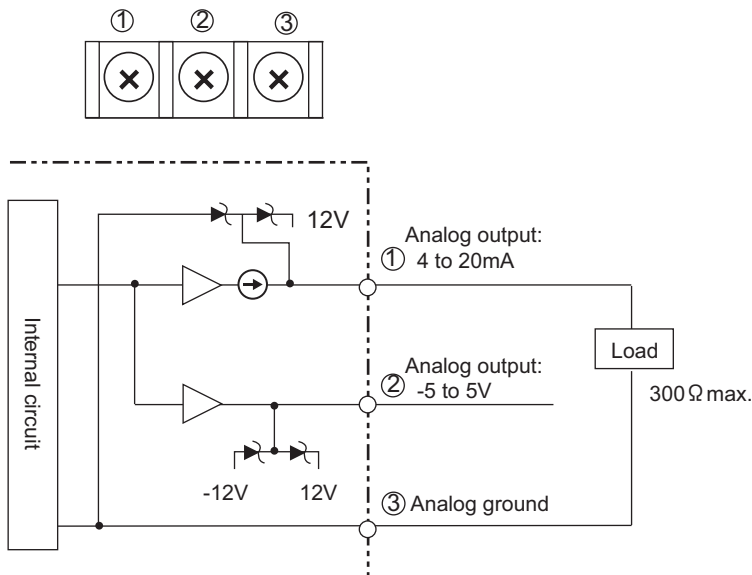 ① ② ③
12V
Analog output:
① 4 to 20mA
Internal circuit
Load
300Ω max.
Analog output:
② -5 to 5V
-12V 12V
③ Analog ground